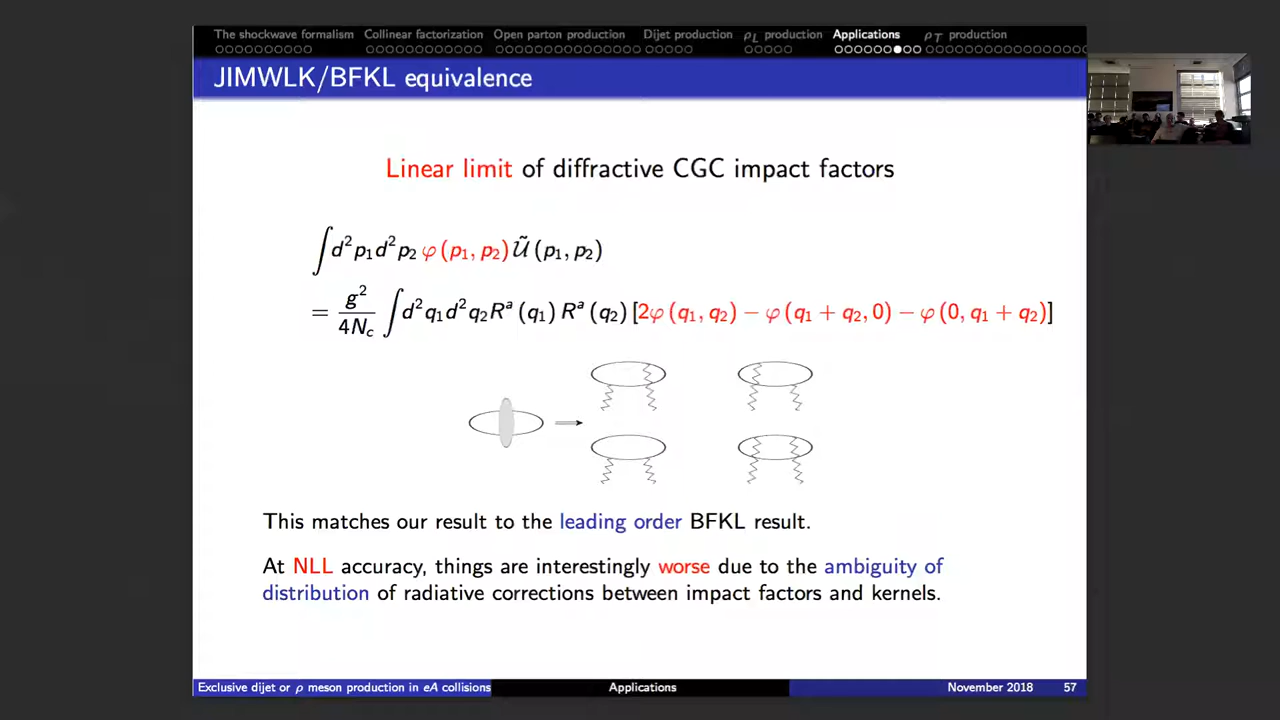 The shockwave formalism Collinear factorization Open parton production Dijet production ρL production Applications ρT production
JIMWLK/BFKL equivalence
Linear limit of diffractive CGC impact factors
∫ d²p₁d²p₂ φ (p₁, p₂) Ũ (p₁, p₂)
= g²/4Nc ∫ d²q₁d²q₂Rᵃ (q₁) Rᵃ (q₂) [2φ (q₁, q₂) − φ (q₁ + q₂, 0) − φ (0, q₁ + q₂)]
This matches our result to the leading order BFKL result.
At NLL accuracy, things are interestingly worse due to the ambiguity of
distribution of radiative corrections between impact factors and kernels.
Exclusive dijet or ρ meson production in eA collisions Applications November 2018 57